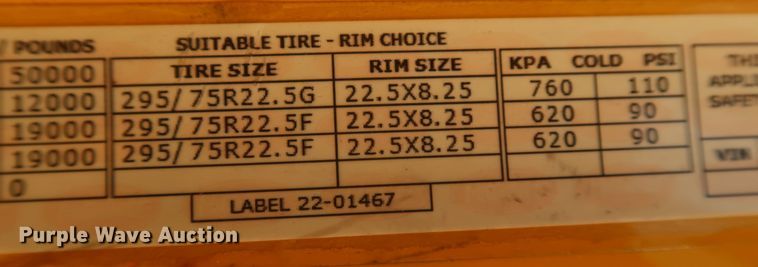 / POUNDS SUITABLE TIRE - RIM CHOICE
50000 TIRE SIZE RIM SIZE KPA COLD PSI
12000 295/ 75R22.5G 22.5X8.25 760 110
19000 295/ 75R22.5F 22.5X8.25 620 90
19000 295/ 75R22.5F 22.5X8.25 620 90
0
LABEL 22-01467
VIN
Purple Wave Auction